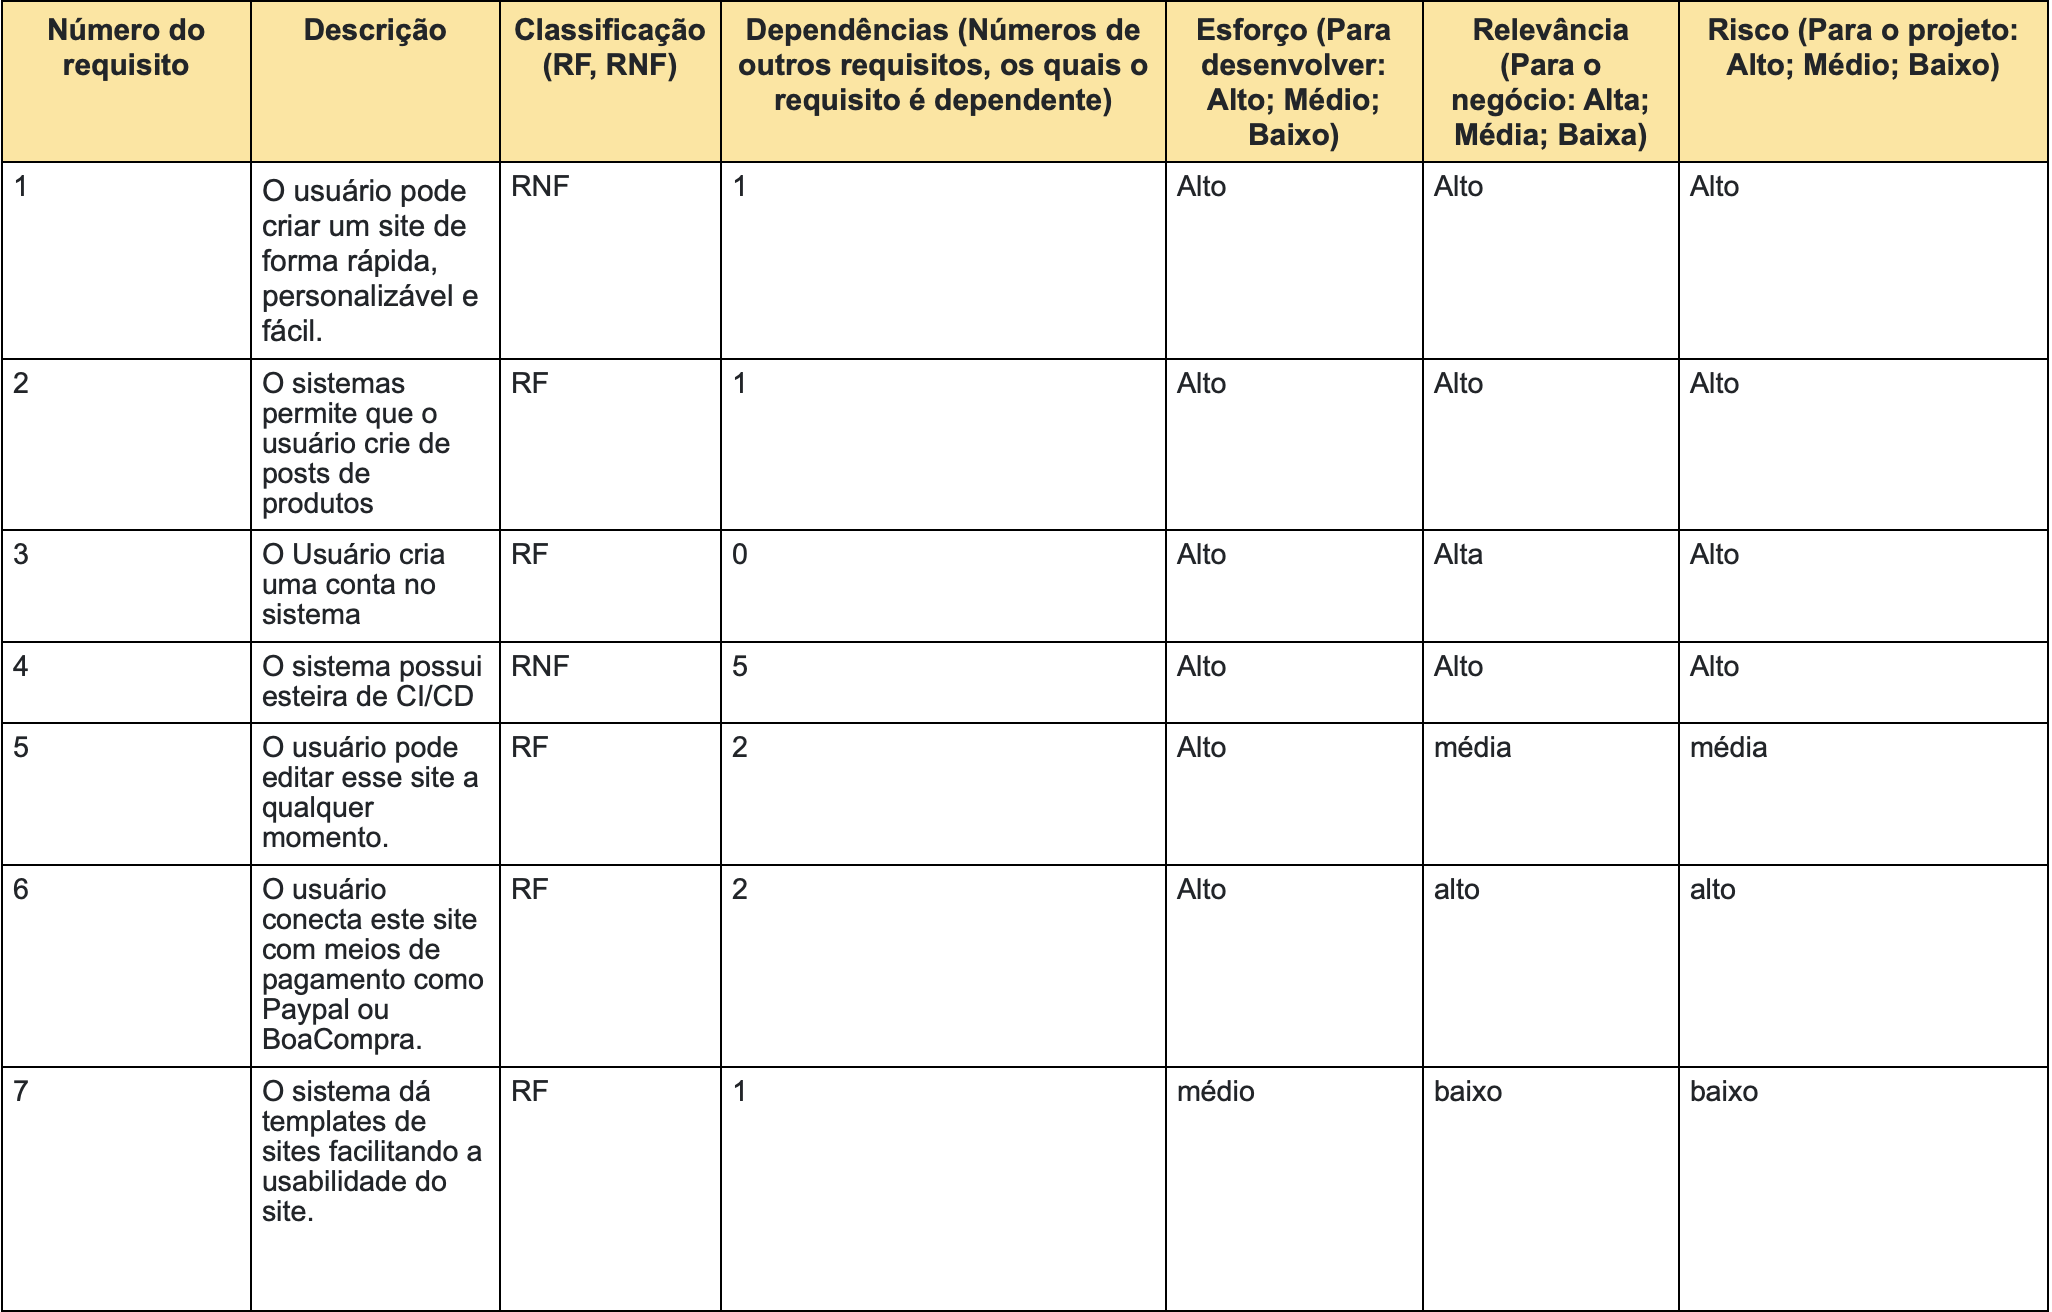 Número do
requisito
Descrição
Classificação
(RF, RNF)
Dependências (Números de
outros requisitos, os quais o
requisito é dependente)
Esforço (Para
desenvolver:
Alto; Médio;
Baixo)
Relevância
(Para o
negócio: Alta;
Média; Baixa)
Risco (Para o projeto:
Alto; Médio; Baixo)
1
O usuário pode
criar um site de
forma rápida,
personalizável e
fácil.
RNF
1
Alto
Alto
Alto
2
O sistemas
permite que o
usuário crie de
posts de
produtos
RF
1
Alto
Alto
Alto
3
O Usuário cria
uma conta no
sistema
RF
0
Alto
Alta
Alto
4
O sistema possui
esteira de CI/CD
RNF
5
Alto
Alto
Alto
5
O usuário pode
editar esse site a
qualquer
momento.
RF
2
Alto
média
média
6
O usuário
conecta este site
com meios de
pagamento como
Paypal ou
BoaCompra.
RF
2
Alto
alto
alto
7
O sistema dá
templates de
sites facilitando a
usabilidade do
site.
RF
1
médio
baixo
baixo